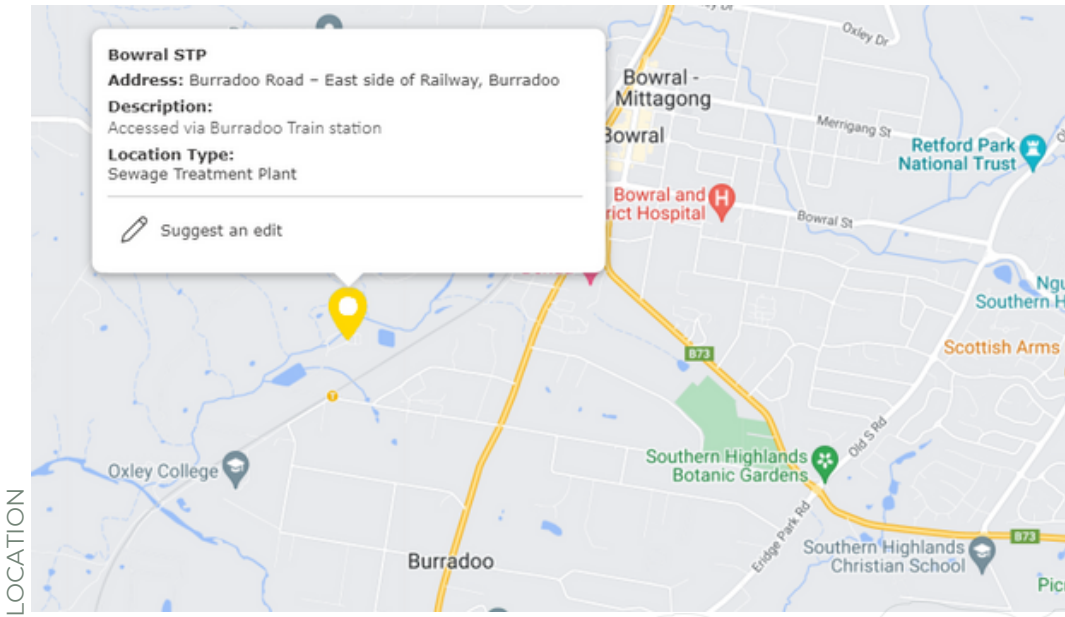 Bowral STP
Address: Burradoo Road – East side of Railway, Burradoo
Description:
Accessed via Burradoo Train station
Location Type:
Sewage Treatment Plant
Suggest an edit
Oxley Dr
Bowral -
Mittagong
Bowral
Merrigang St
Retford Park
National Trust
Bowral and
rict Hospital
Bowral St
Ngu
Southern H
Scottish Arms
B73
Old S Rd
Southern Highlands
Botanic Gardens
Oxley College
T
Eridge Park Rd
B73
Burradoo
Southern Highlands
Christian School
Pic
LOCATION